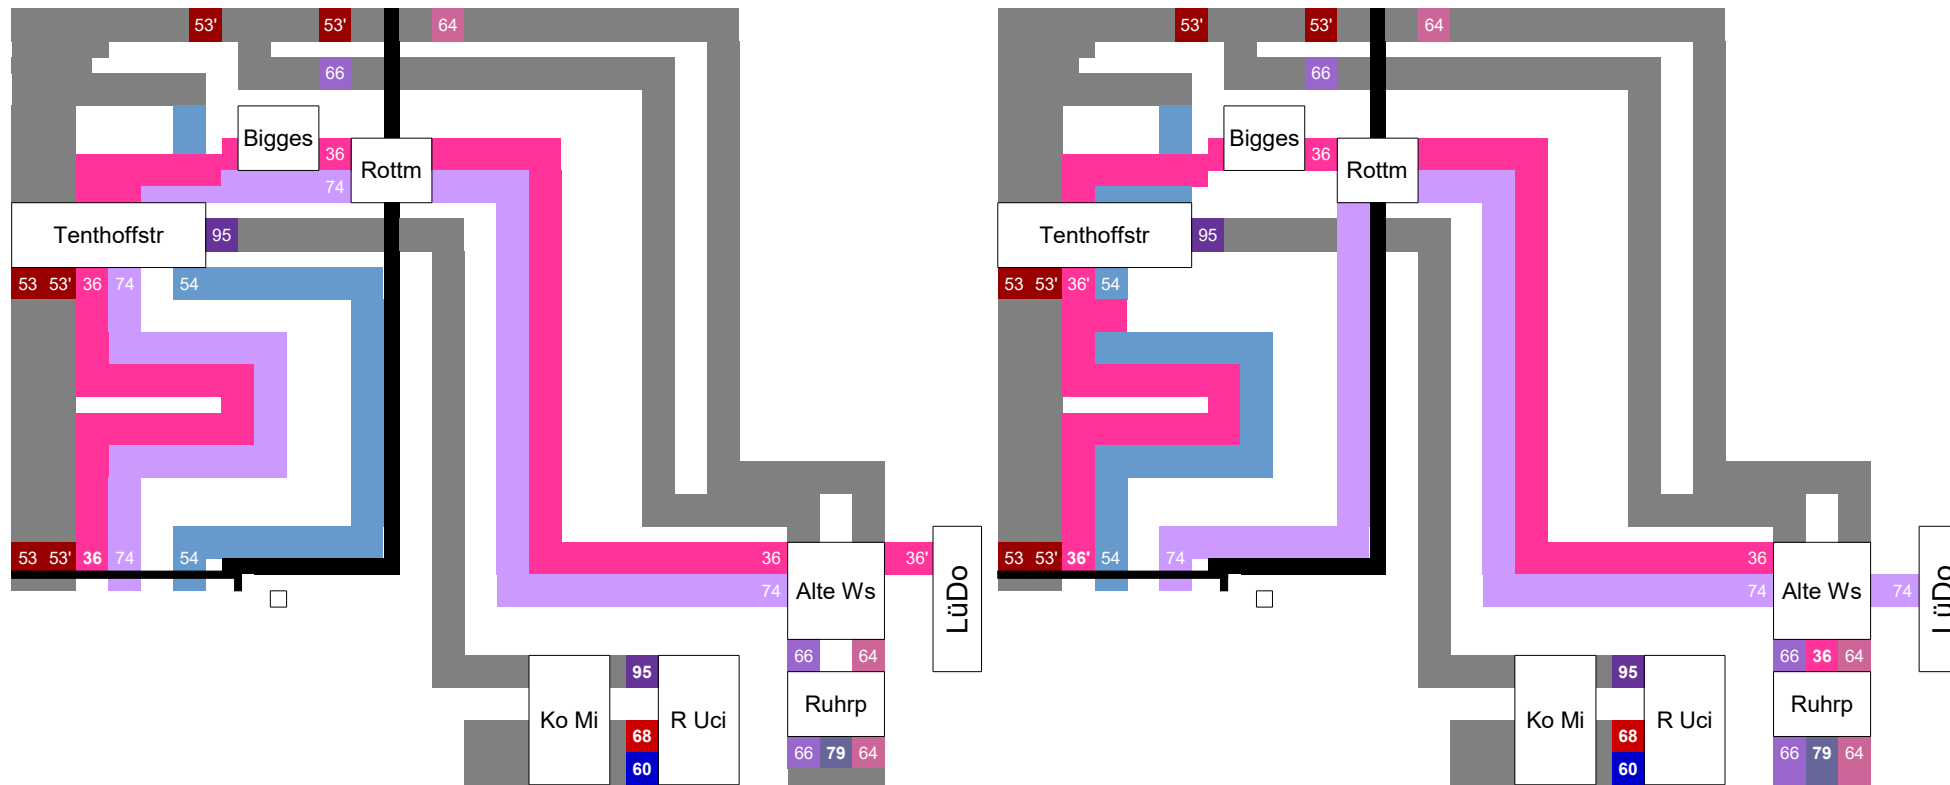 53' 53' 64 53' 53' 64
66 66
Bigges 36 Rottm Bigges 36 Rottm
74
Tenthoffstr 95 Tenthoffstr 95
53 53' 36 74 54 53 53' 36' 54
53 53' 36 74 54 36 36' 53 53' 36' 54 74 36
74 Alte Ws LüDo 74 Alte Ws 74 LüDo
66 64 66 36 64
95 95
Ko Mi R Uci Ruhrp Ko Mi R Uci Ruhrp
68 68
66 79 64 66 79 64
60 60